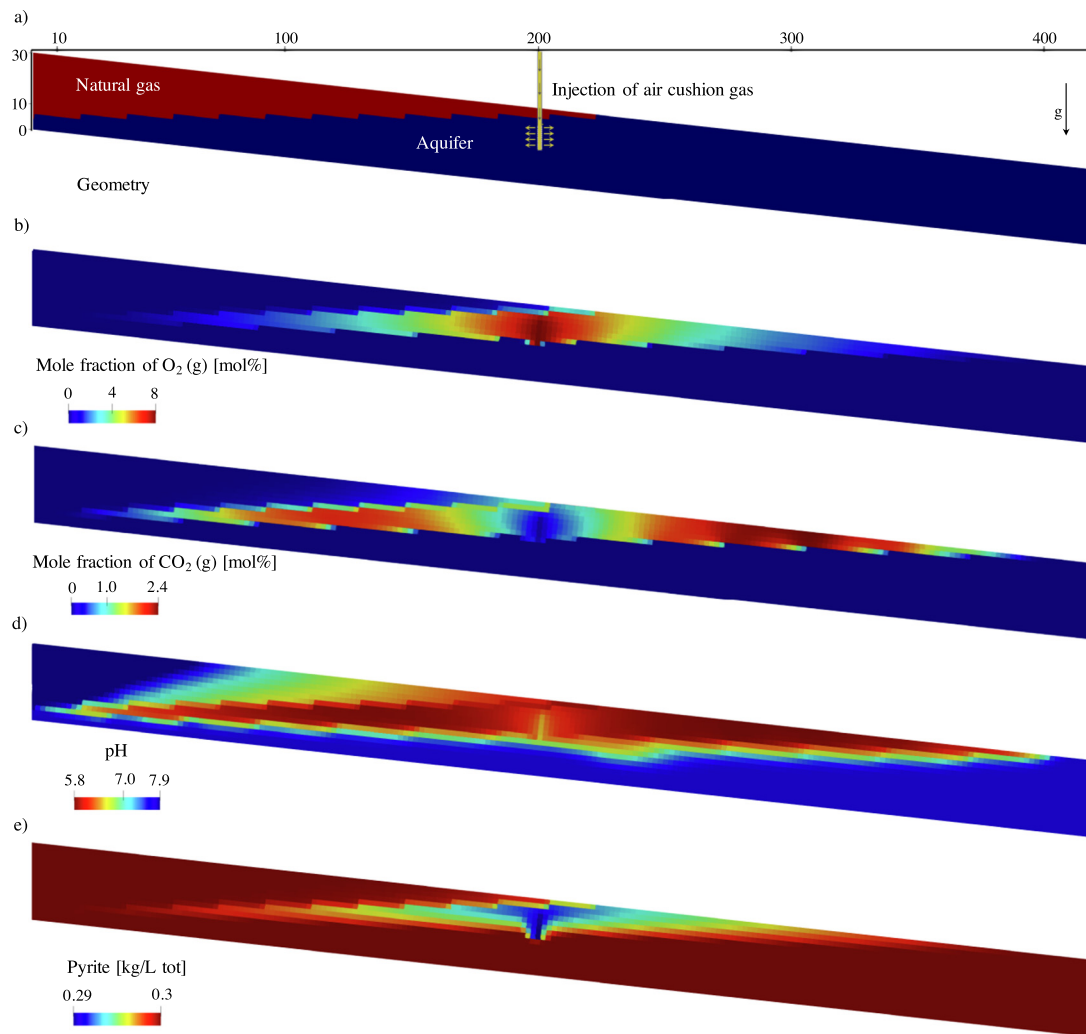 a)
10 100 200 300 400
30
Natural gas
Injection of air cushion gas
10
g
0
Aquifer
Geometry
b)
Mole fraction of O₂ (g) [mol%]
0 4 8
c)
Mole fraction of CO₂ (g) [mol%]
0 1.0 2.4
d)
pH
5.8 7.0 7.9
e)
Pyrite [kg/L tot]
0.29 0.3